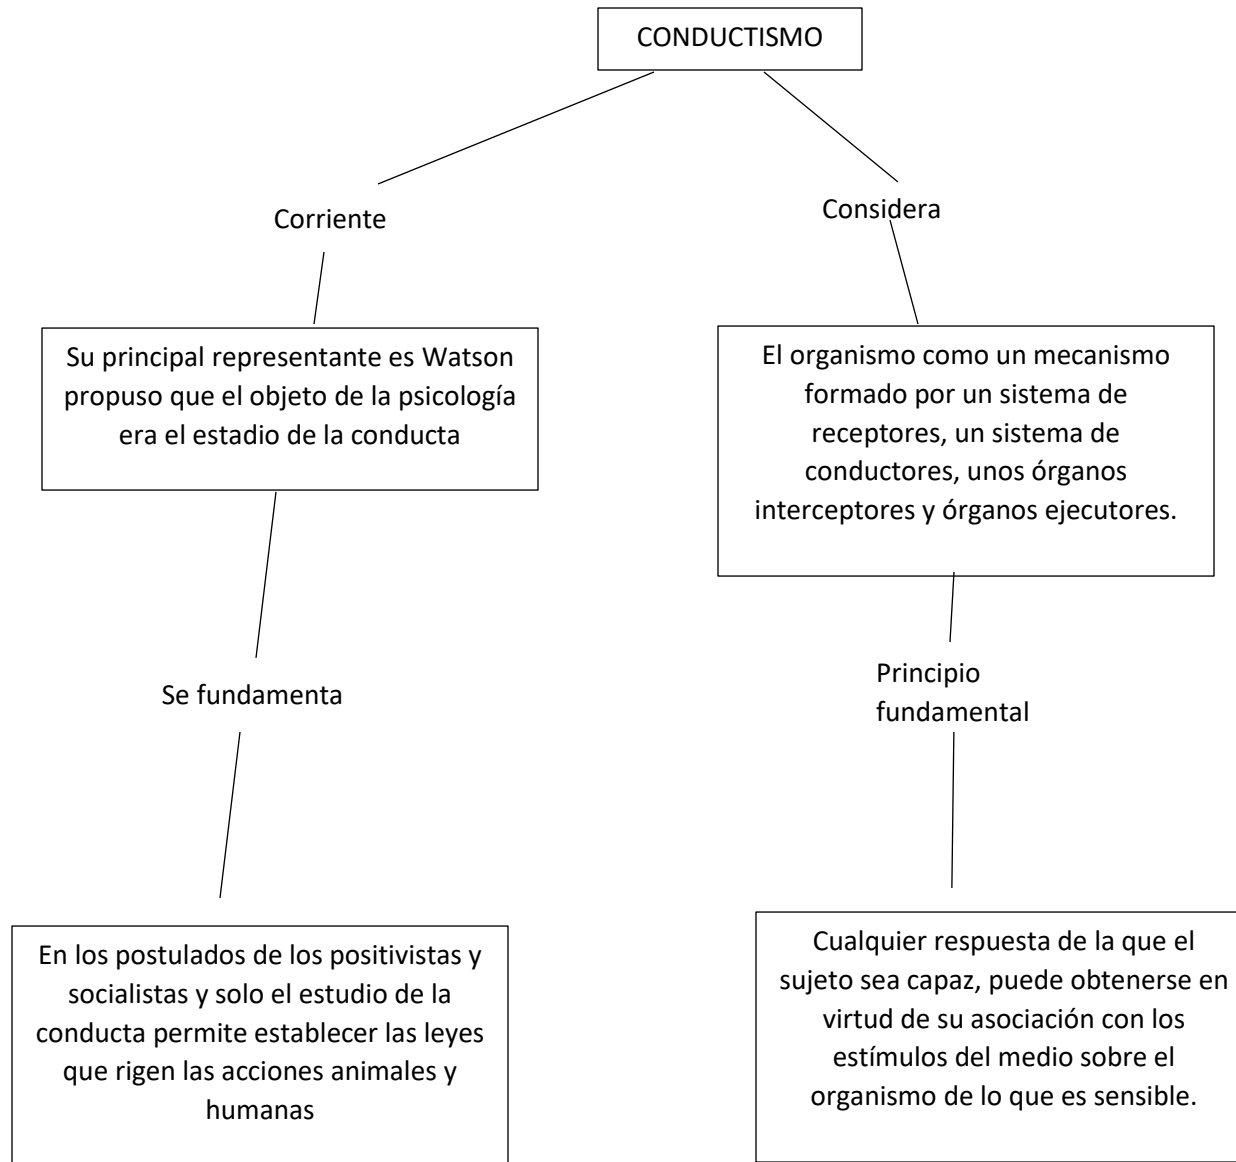 CONDUCTISMO
Corriente
Considera
Su principal representante es Watson
propuso que el objeto de la psicología
era el estadio de la conducta
El organismo como un mecanismo
formado por un sistema de
receptores, un sistema de
conductores, unos órganos
interceptores y órganos ejecutores.
Se fundamenta
Principio
fundamental
En los postulados de los positivistas y
socialistas y solo el estudio de la
conducta permite establecer las leyes
que rigen las acciones animales y
humanas
Cualquier respuesta de la que el
sujeto sea capaz, puede obtenerse en
virtud de su asociación con los
estímulos del medio sobre el
organismo de lo que es sensible.